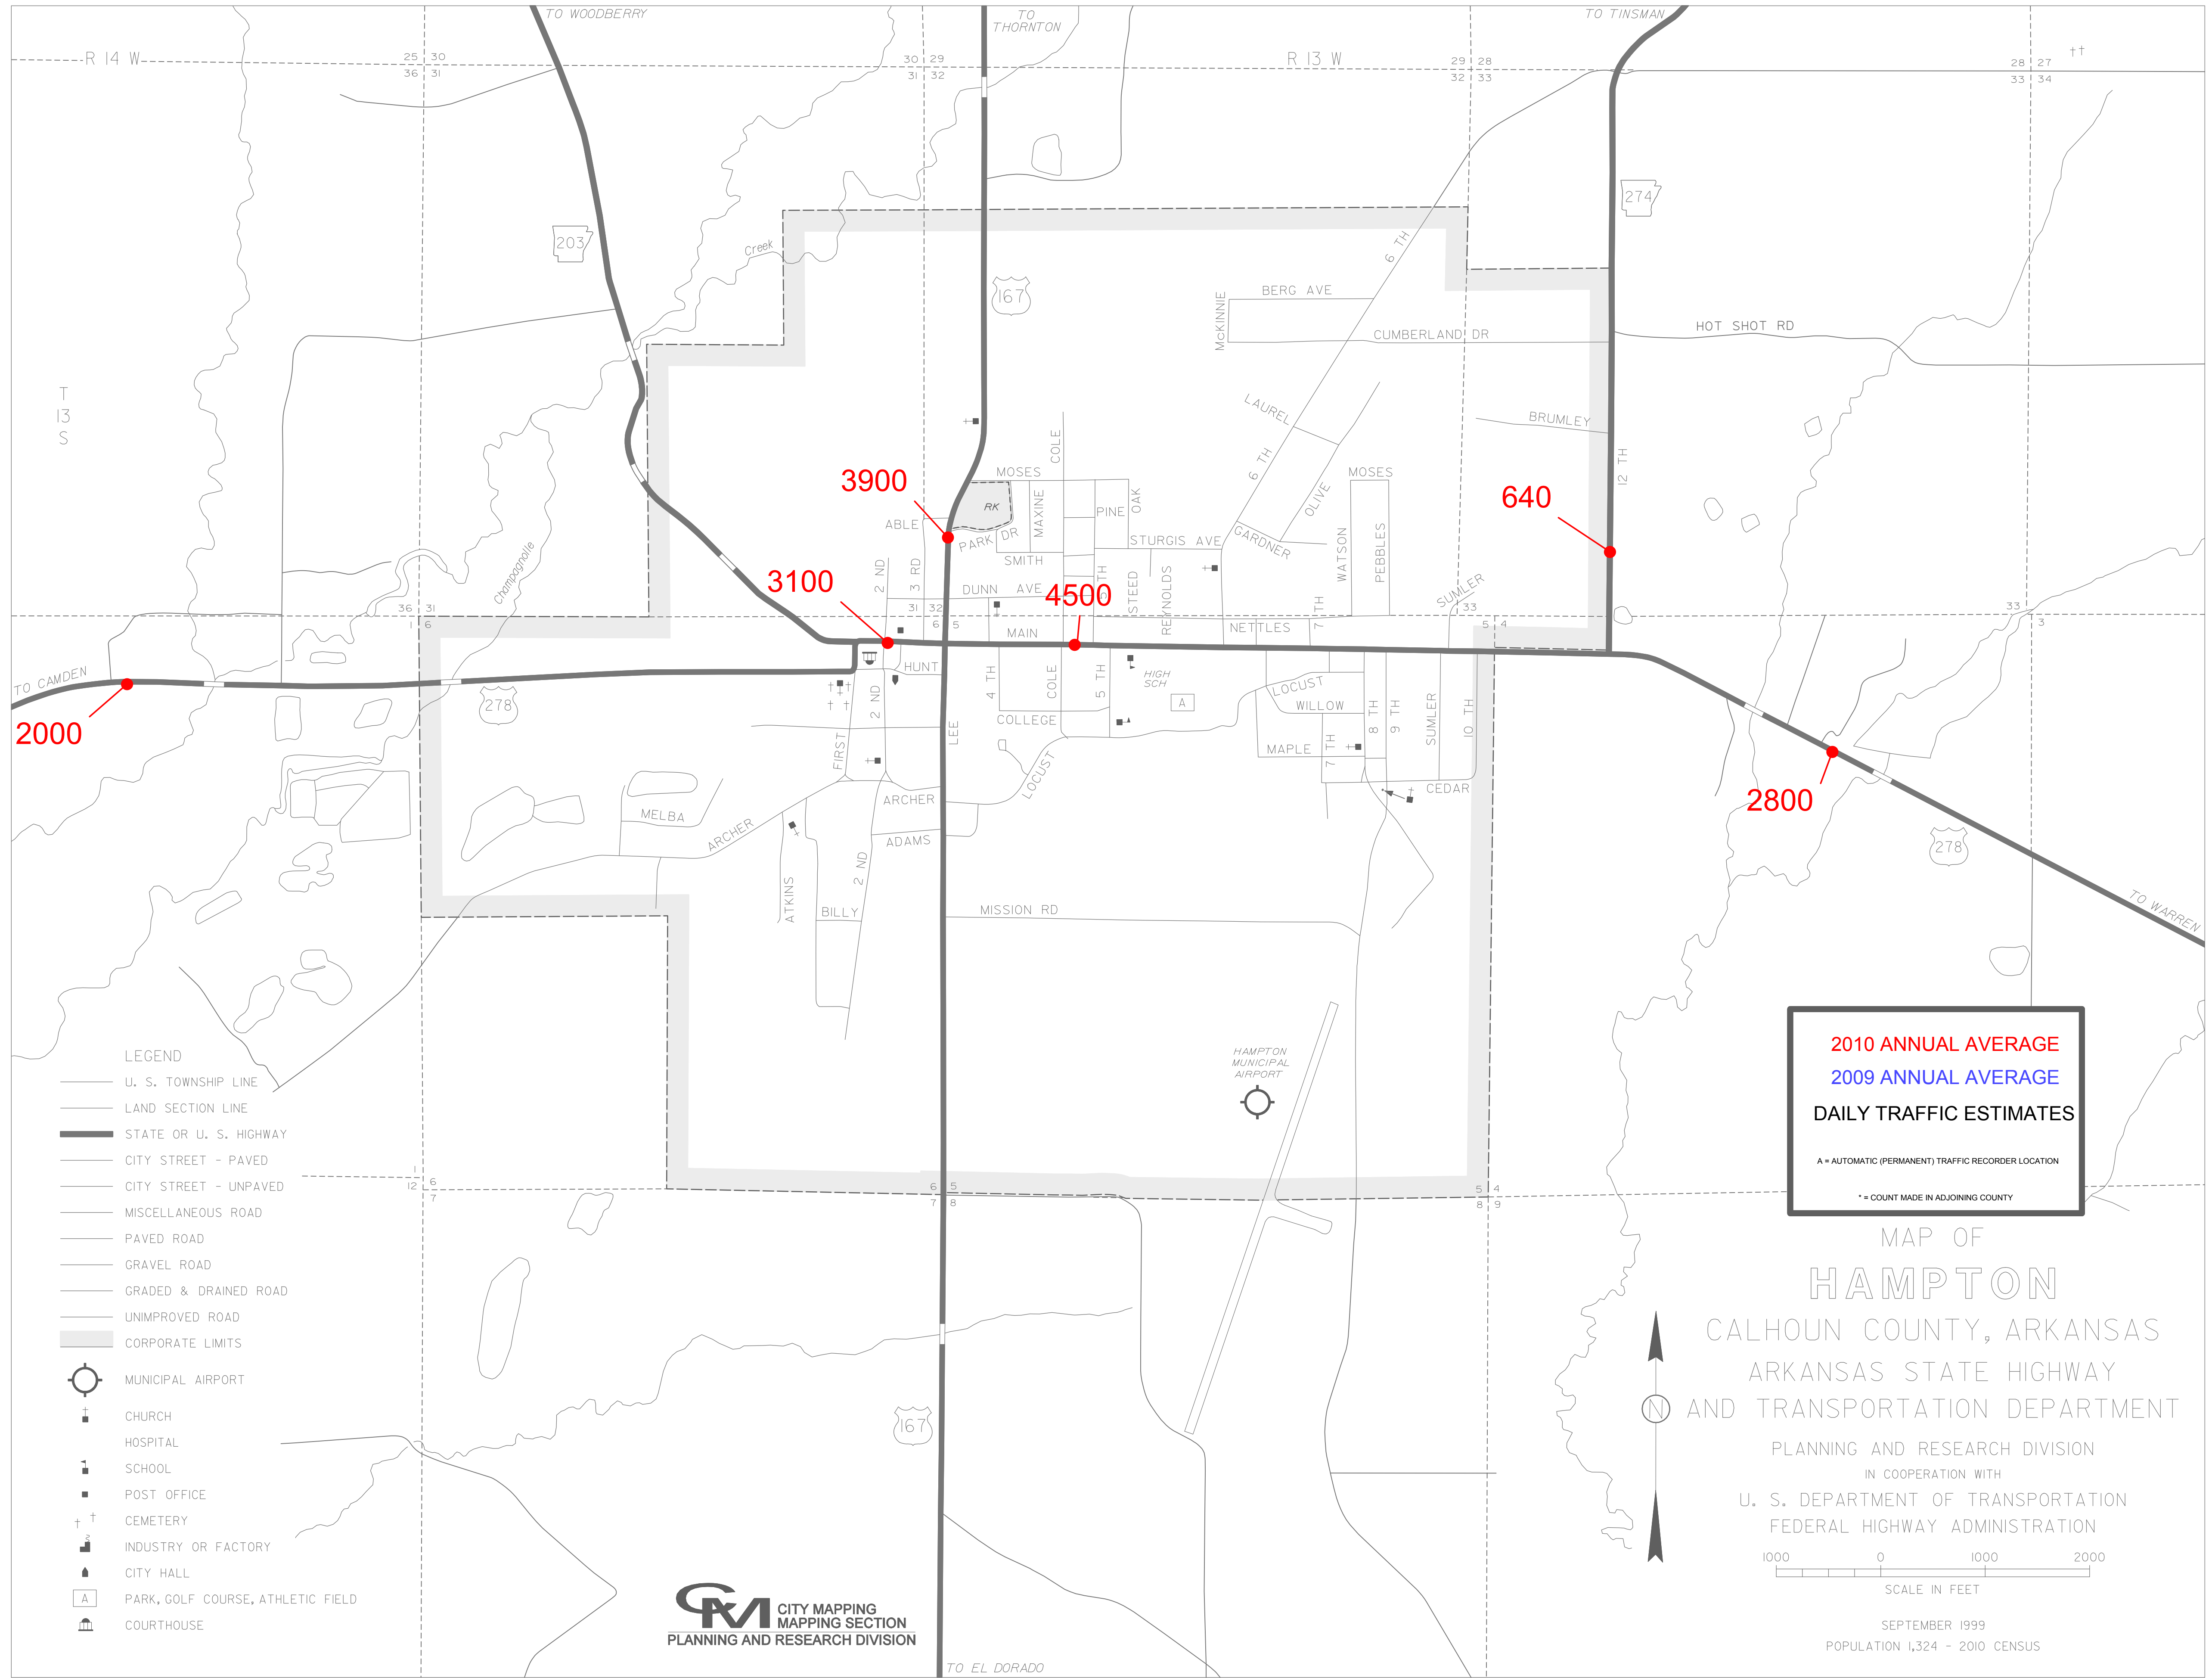 TO WOODBERRY
TO
THORNTON
TO TINSMAN
R 14 W
25 30
36 31
30 29
31 32
R 13 W
29 28
32 33
28 27
33 34
203
Creek
167
274
6 TH
McKINNIE
BERG AVE
CUMBERLAND DR
HOT SHOT RD
T
13
S
LAUREL
BRUMLEY
COLE
3900
MOSES
6 TH
MOSES
640
12 TH
RK
MAXINE
OAK
PINE
OLIVE
ABLE
PARK DR
STURGIS AVE
GARDNER
WATSON
PEBBLES
SMITH
Champagnolle
3100
2 ND
3 RD
DUNN AVE
4500
5 TH
STEED
REYNOLDS
7 TH
SUMLER
36 31
1 6
31 32
6 5
33
5 4
33
3
MAIN
NETTLES
TO CAMDEN
HUNT
2000
278
2 ND
4 TH
COLE
5 TH
HIGH
SCH
A
LOCUST
WILLOW
8 TH
9 TH
SUMLER
10 TH
COLLEGE
LEE
FIRST
MAPLE
7 TH
LOCUST
CEDAR
2800
ARCHER
MELBA
ARCHER
ADAMS
278
2 ND
ATKINS
BILLY
MISSION RD
TO WARREN
HAMPTON
MUNICIPAL
AIRPORT
1 6
12 7
6 5
7 8
5 4
8 9
167
TO EL DORADO
LEGEND
U. S. TOWNSHIP LINE
LAND SECTION LINE
STATE OR U. S. HIGHWAY
CITY STREET - PAVED
CITY STREET - UNPAVED
MISCELLANEOUS ROAD
PAVED ROAD
GRAVEL ROAD
GRADED & DRAINED ROAD
UNIMPROVED ROAD
CORPORATE LIMITS
MUNICIPAL AIRPORT
CHURCH
HOSPITAL
SCHOOL
POST OFFICE
CEMETERY
INDUSTRY OR FACTORY
CITY HALL
A PARK, GOLF COURSE, ATHLETIC FIELD
COURTHOUSE
CM CITY MAPPING
MAPPING SECTION
PLANNING AND RESEARCH DIVISION
2010 ANNUAL AVERAGE
2009 ANNUAL AVERAGE
DAILY TRAFFIC ESTIMATES
A = AUTOMATIC (PERMANENT) TRAFFIC RECORDER LOCATION
* = COUNT MADE IN ADJOINING COUNTY
MAP OF
HAMPTON
CALHOUN COUNTY, ARKANSAS
ARKANSAS STATE HIGHWAY
N AND TRANSPORTATION DEPARTMENT
PLANNING AND RESEARCH DIVISION
IN COOPERATION WITH
U. S. DEPARTMENT OF TRANSPORTATION
FEDERAL HIGHWAY ADMINISTRATION
1000 0 1000 2000
SCALE IN FEET
SEPTEMBER 1999
POPULATION 1,324 - 2010 CENSUS